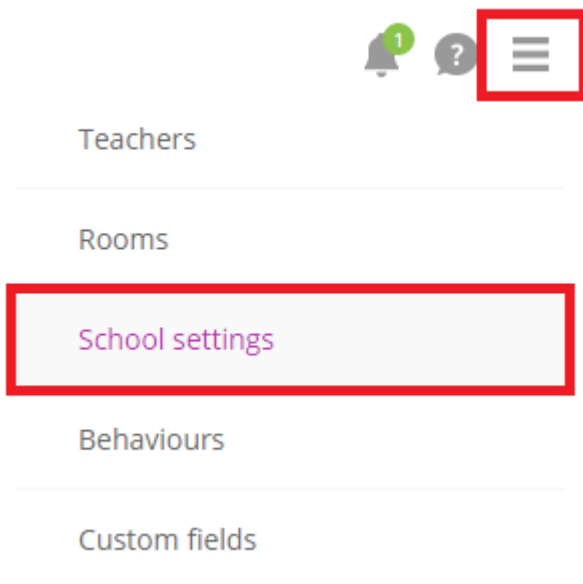 1
?
Teachers
Rooms
School settings
Behaviours
Custom fields